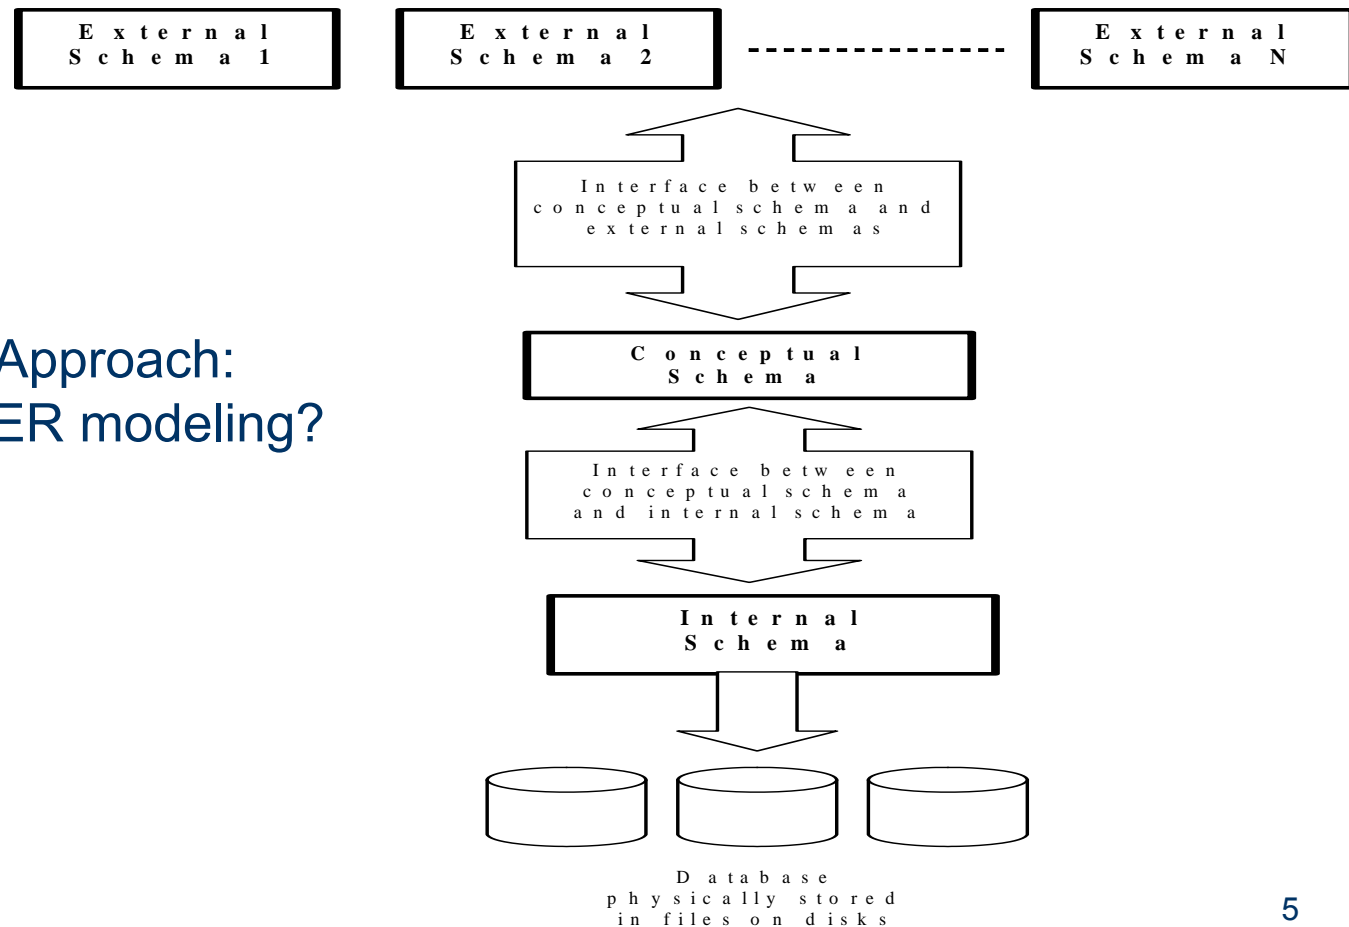 External
Schema 1
External
Schema 2
External
Schema N
Interface between
conceptual schema and
external schemas
Approach:
ER modeling?
Conceptual
Schema
Interface between
conceptual schema
and internal schema
Internal
Schema
Database
physically stored
in files on disks
5